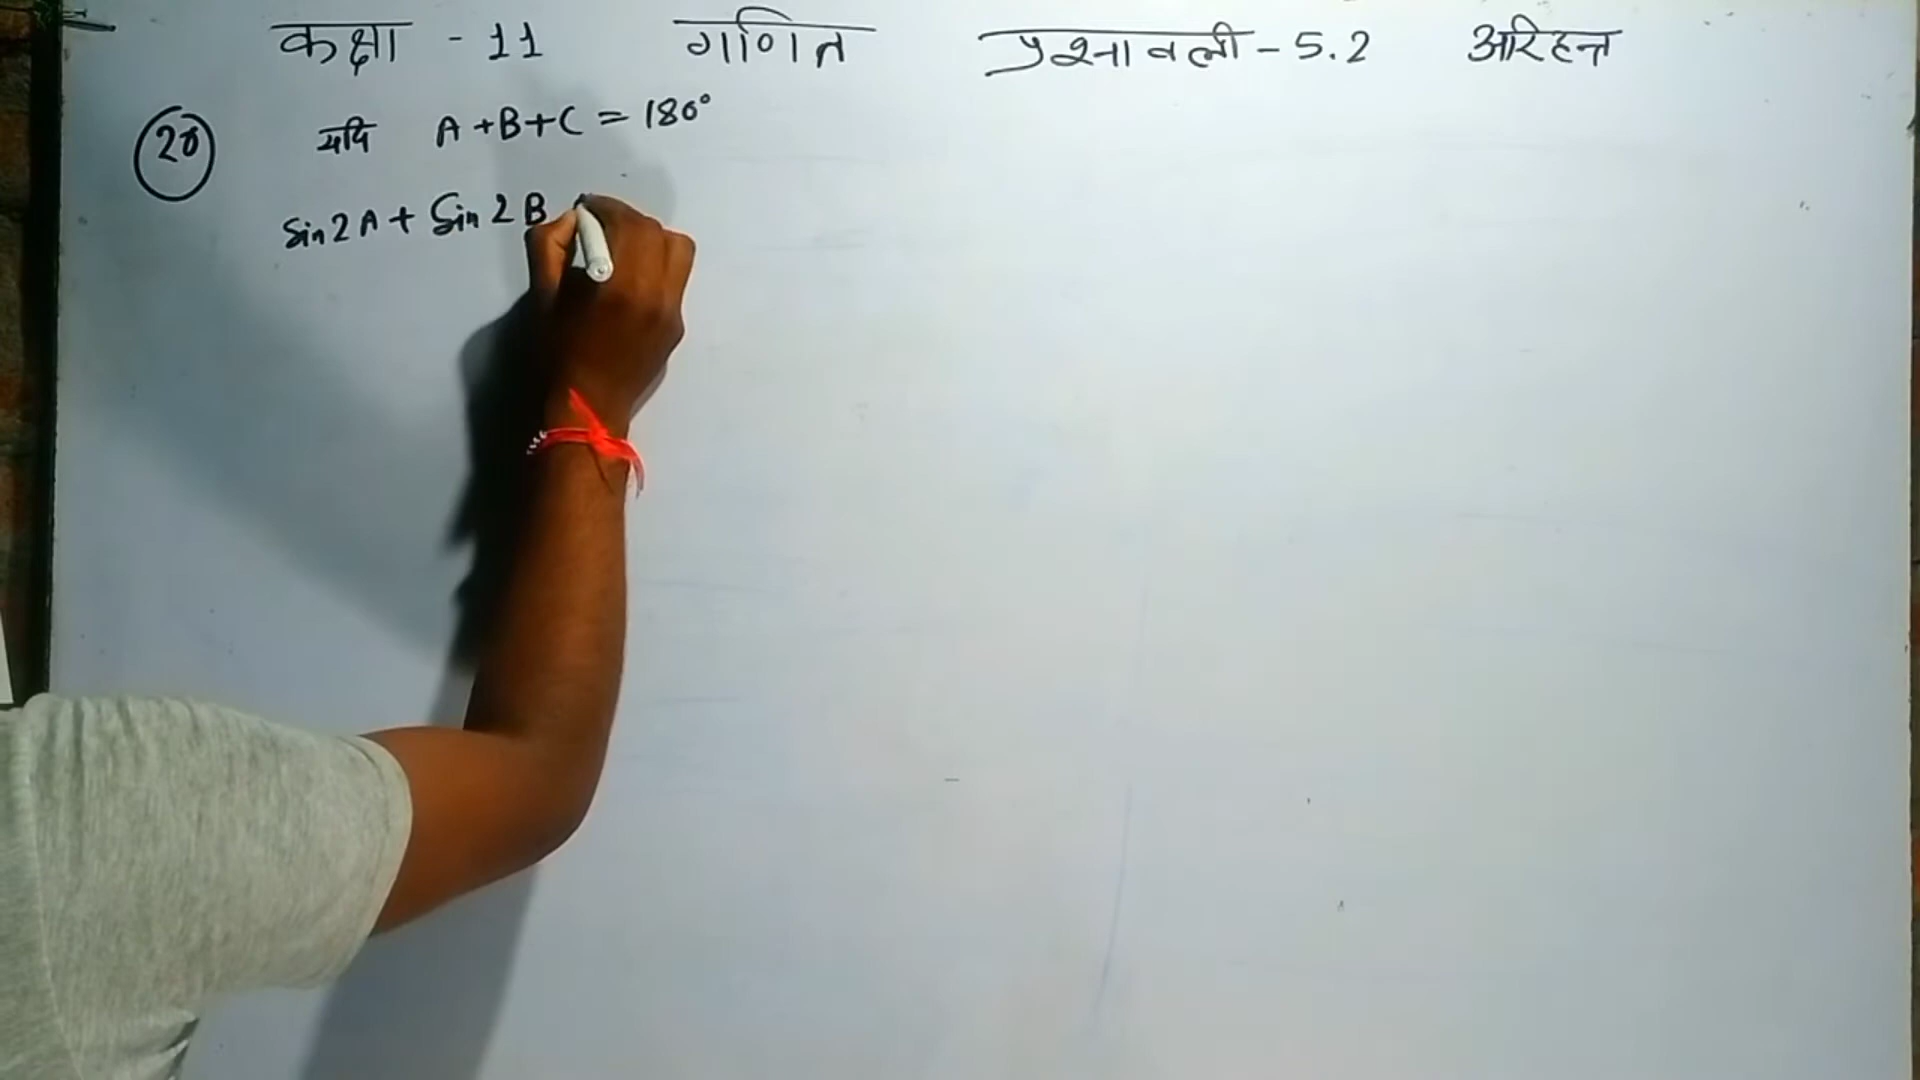 कक्षा - 11 गणित प्रश्नावली - 5.2 अरिहन्त
20 यदि A + B + C = 180°
Sin 2A + Sin 2B